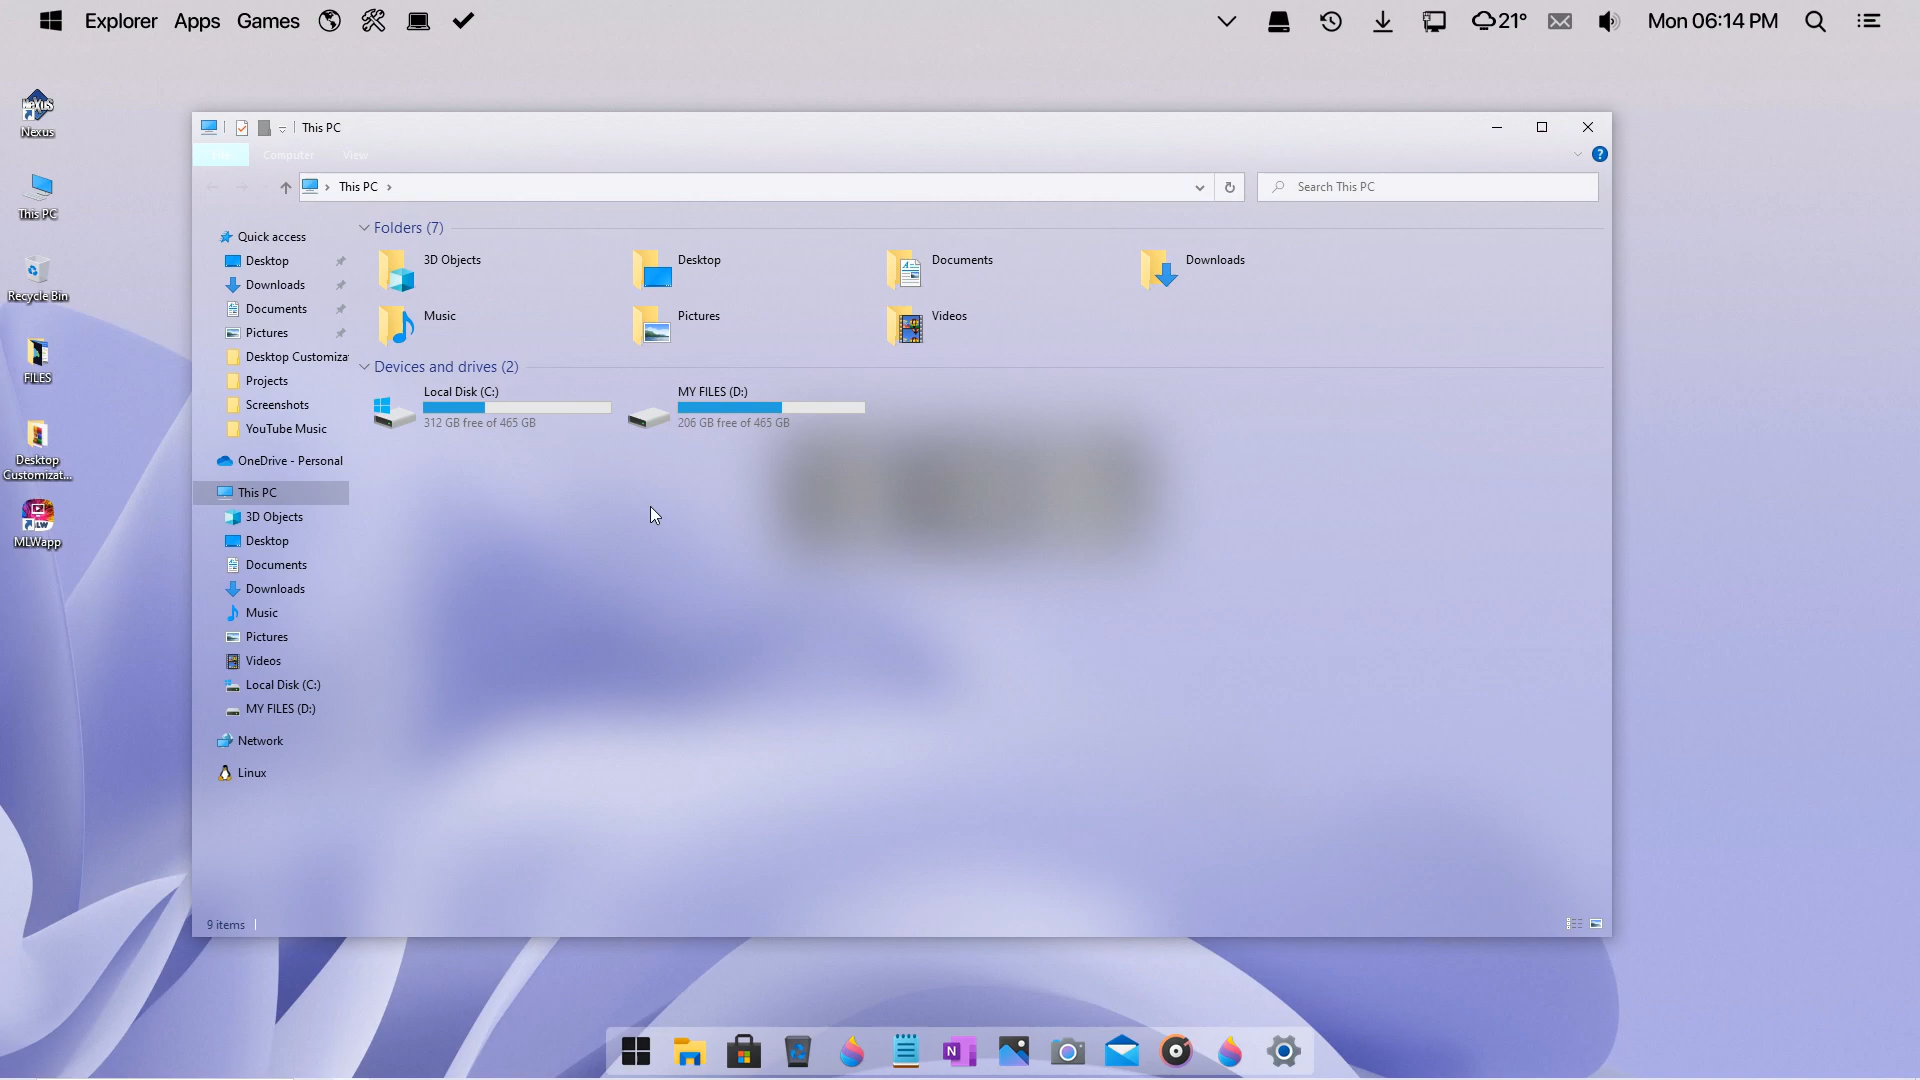 Explorer Apps Games
21° Mon 06:14 PM
Nexus
This PC
Recycle Bin
FILES
Desktop
Customizat...
MLWapp
This PC
File Computer View
This PC
Search This PC
Quick access
Desktop
Downloads
Documents
Pictures
Desktop Customiza
Projects
Screenshots
YouTube Music
OneDrive - Personal
This PC
3D Objects
Desktop
Documents
Downloads
Music
Pictures
Videos
Local Disk (C:)
MY FILES (D:)
Network
Linux
Folders (7)
3D Objects
Desktop
Documents
Downloads
Music
Pictures
Videos
Devices and drives (2)
Local Disk (C:)
312 GB free of 465 GB
MY FILES (D:)
206 GB free of 465 GB
9 items